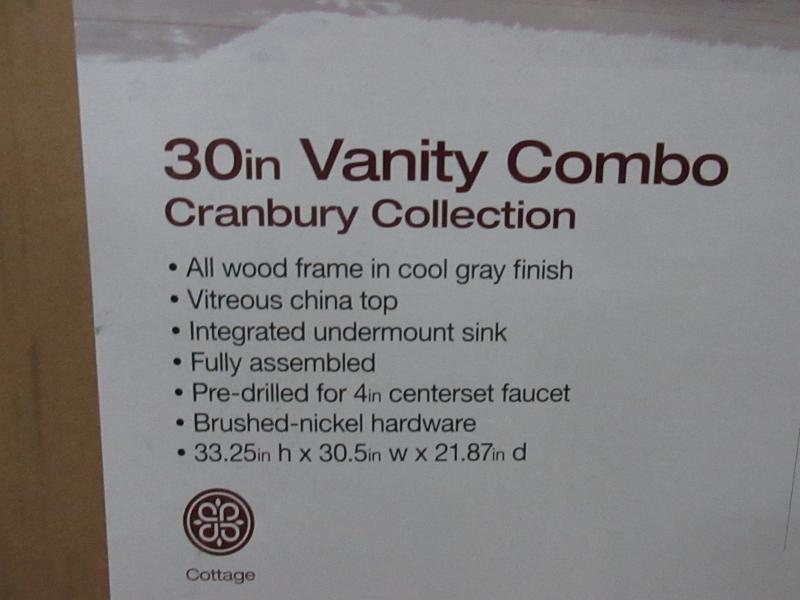 30in Vanity Combo
Cranbury Collection
• All wood frame in cool gray finish
• Vitreous china top
• Integrated undermount sink
• Fully assembled
• Pre-drilled for 4in centerset faucet
• Brushed-nickel hardware
• 33.25in h x 30.5in w x 21.87in d
Cottage